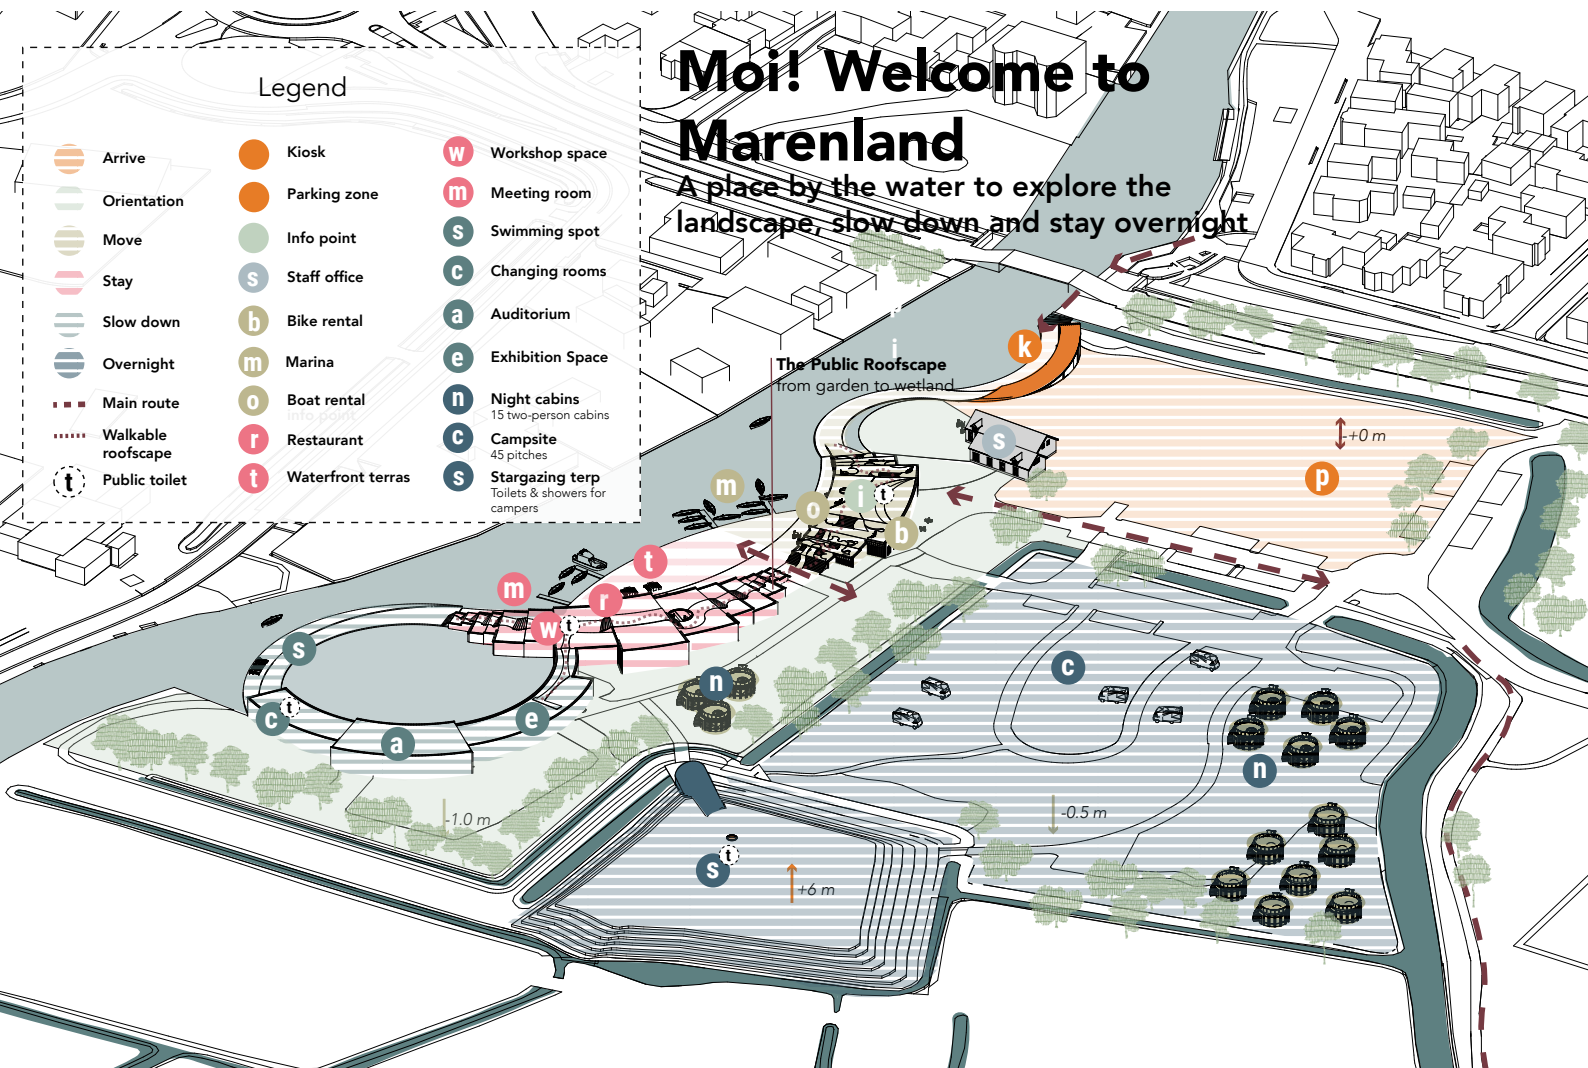 Moi! Welcome to
Marenland
A place by the water to explore the
landscape, slow down and stay overnight
Legend
Arrive
Orientation
Move
Stay
Slow down
Overnight
Main route
Walkable
roofscape
t Public toilet
Kiosk
Parking zone
Info point
s Staff office
b Bike rental
m Marina
o Boat rental
info point
r Restaurant
t Waterfront terras
w Workshop space
m Meeting room
s Swimming spot
c Changing rooms
a Auditorium
e Exhibition Space
n Night cabins
15 two-person cabins
c Campsite
45 pitches
s Stargazing terp
Toilets & showers for
campers
i
k
The Public Roofscape
from garden to wetland
s
+0 m
p
m
o
i
t
b
t
m
r
w
t
s
c
t
a
e
n
c
n
-1.0 m
-0.5 m
s
t
+6 m